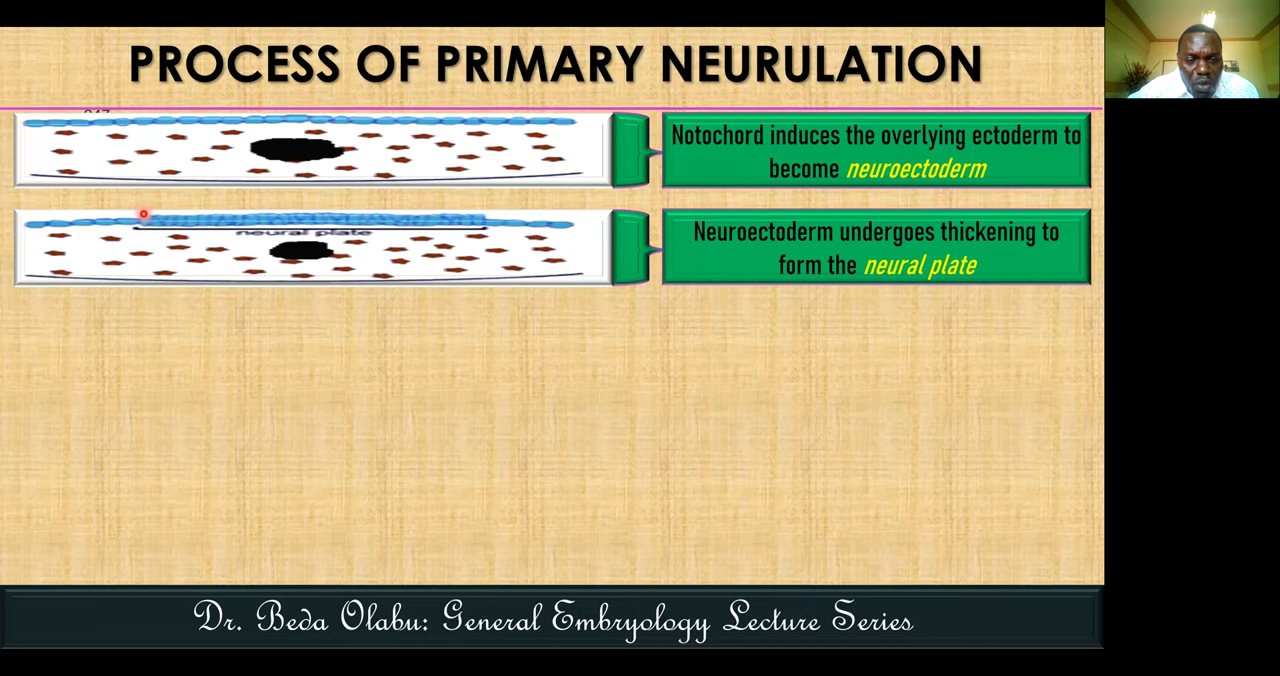 PROCESS OF PRIMARY NEURULATION
Notochord induces the overlying ectoderm to
become neuroectoderm
neural plate
Neuroectoderm undergoes thickening to
form the neural plate
Dr. Beda Olabu: General Embryology Lecture Series